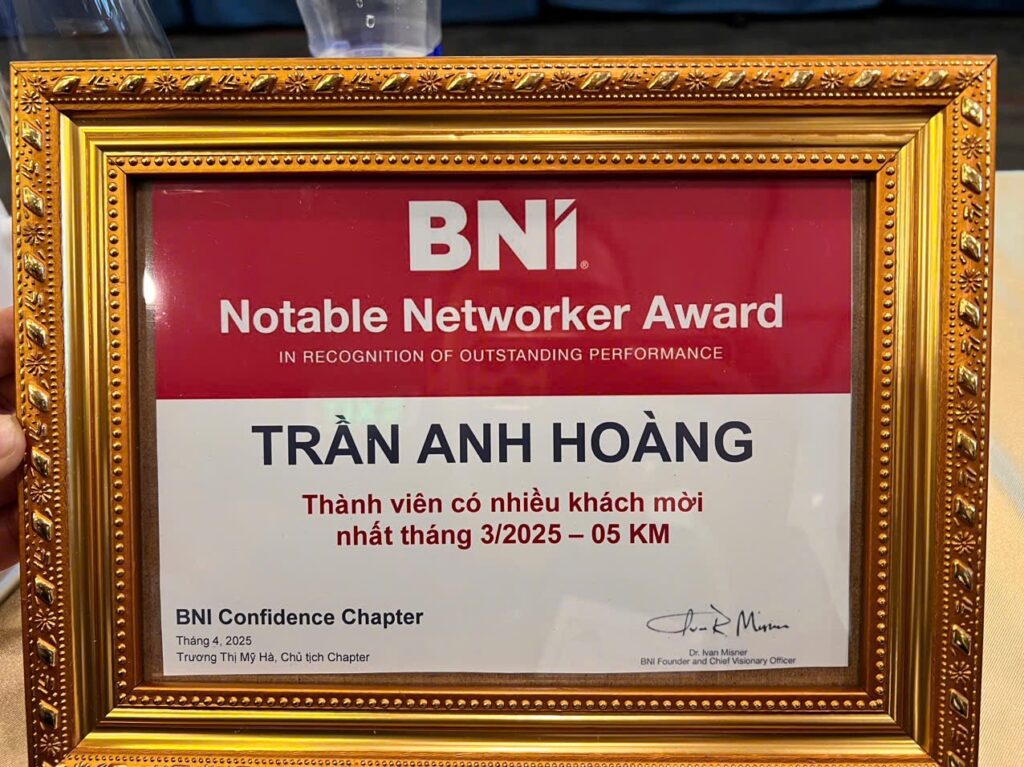 BNI®
Notable Networker Award
IN RECOGNITION OF OUTSTANDING PERFORMANCE
TRẦN ANH HOÀNG
Thành viên có nhiều khách mời
nhất tháng 3/2025 – 05 KM
BNI Confidence Chapter
Tháng 4, 2025
Trương Thị Mỹ Hà, Chủ tịch Chapter
Ivan R. Misner
Dr. Ivan Misner
BNI Founder and Chief Visionary Officer